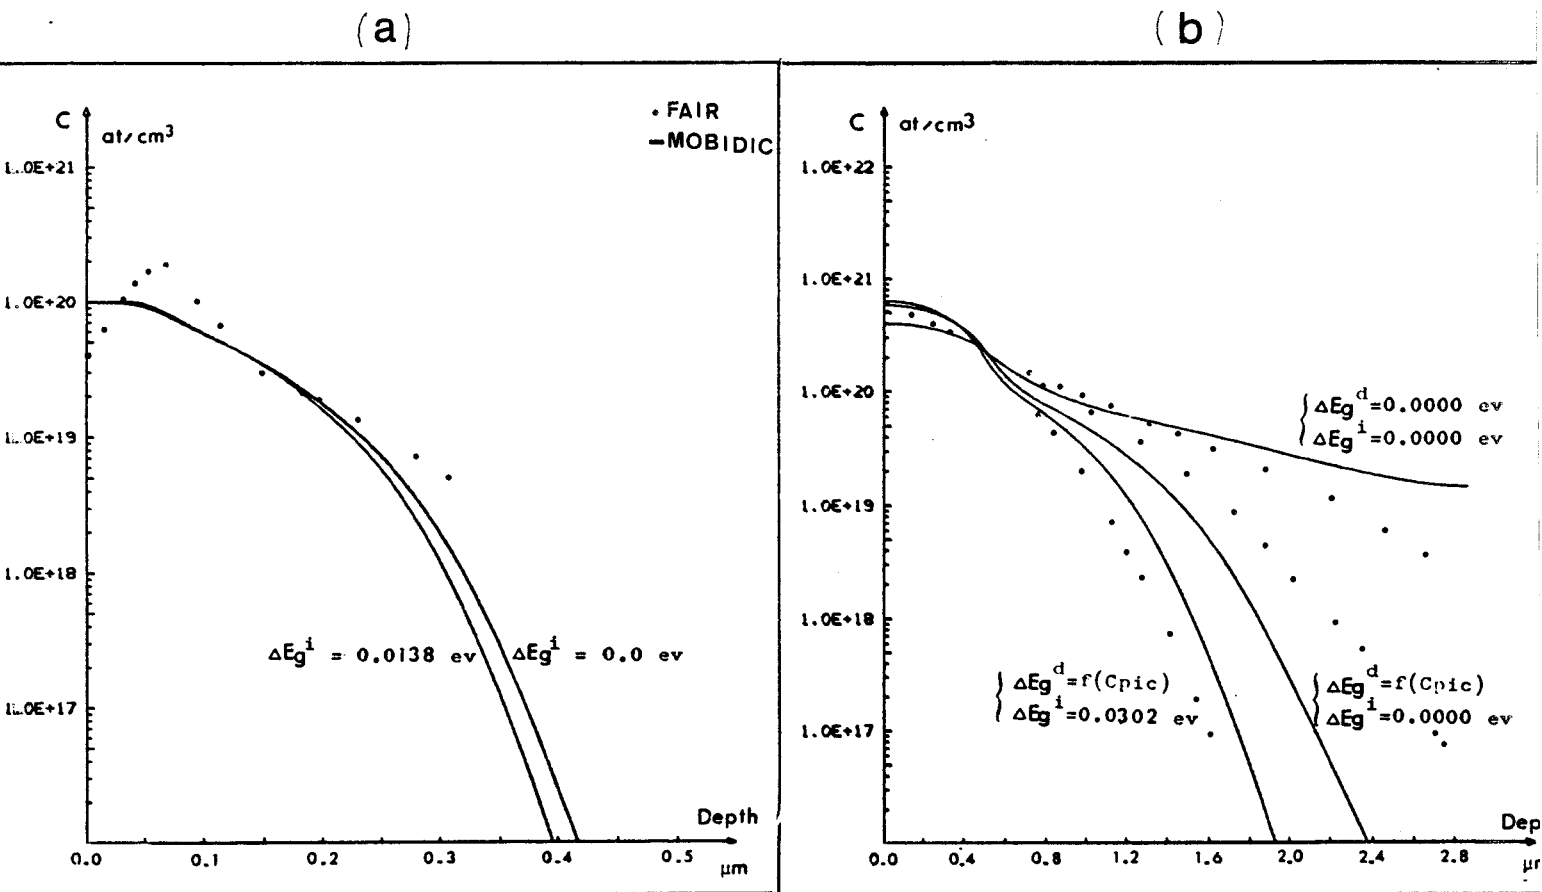 (a)
(b)
C
at/cm3
• FAIR
— MOBIDIC
1.0E+21
1.0E+20
1.0E+19
1.0E+18
1.0E+17
ΔEg^i = 0.0138 ev
ΔEg^i = 0.0 ev
Depth
0.0 0.1 0.2 0.3 0.4 0.5
μm
C
at/cm3
1.0E+22
1.0E+21
1.0E+20
1.0E+19
1.0E+18
1.0E+17
ΔEg^d=0.0000 ev
ΔEg^i=0.0000 ev
ΔEg^d=f(Cpic)
ΔEg^i=0.0302 ev
ΔEg^d=f(Cpic)
ΔEg^i=0.0000 ev
Dep
0.0 0.4 0.8 1.2 1.6 2.0 2.4 2.8
μ